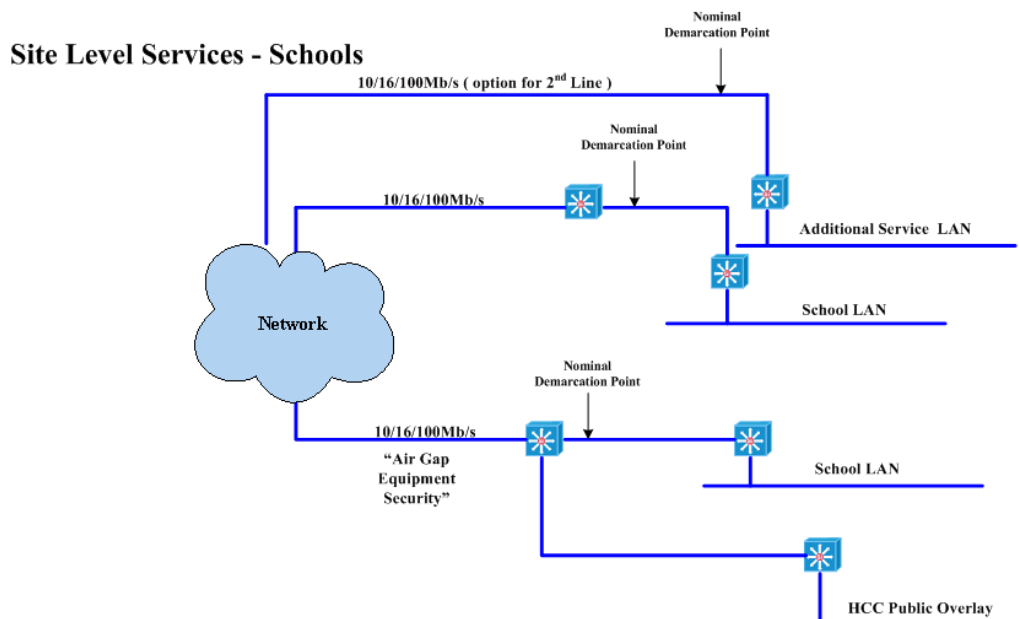 Nominal
Demarcation Point
Site Level Services - Schools
10/16/100Mb/s ( option for 2nd Line )
Nominal
Demarcation Point
10/16/100Mb/s
Additional Service LAN
School LAN
Network
Nominal
Demarcation Point
10/16/100Mb/s
“Air Gap
Equipment
Security”
School LAN
HCC Public Overlay